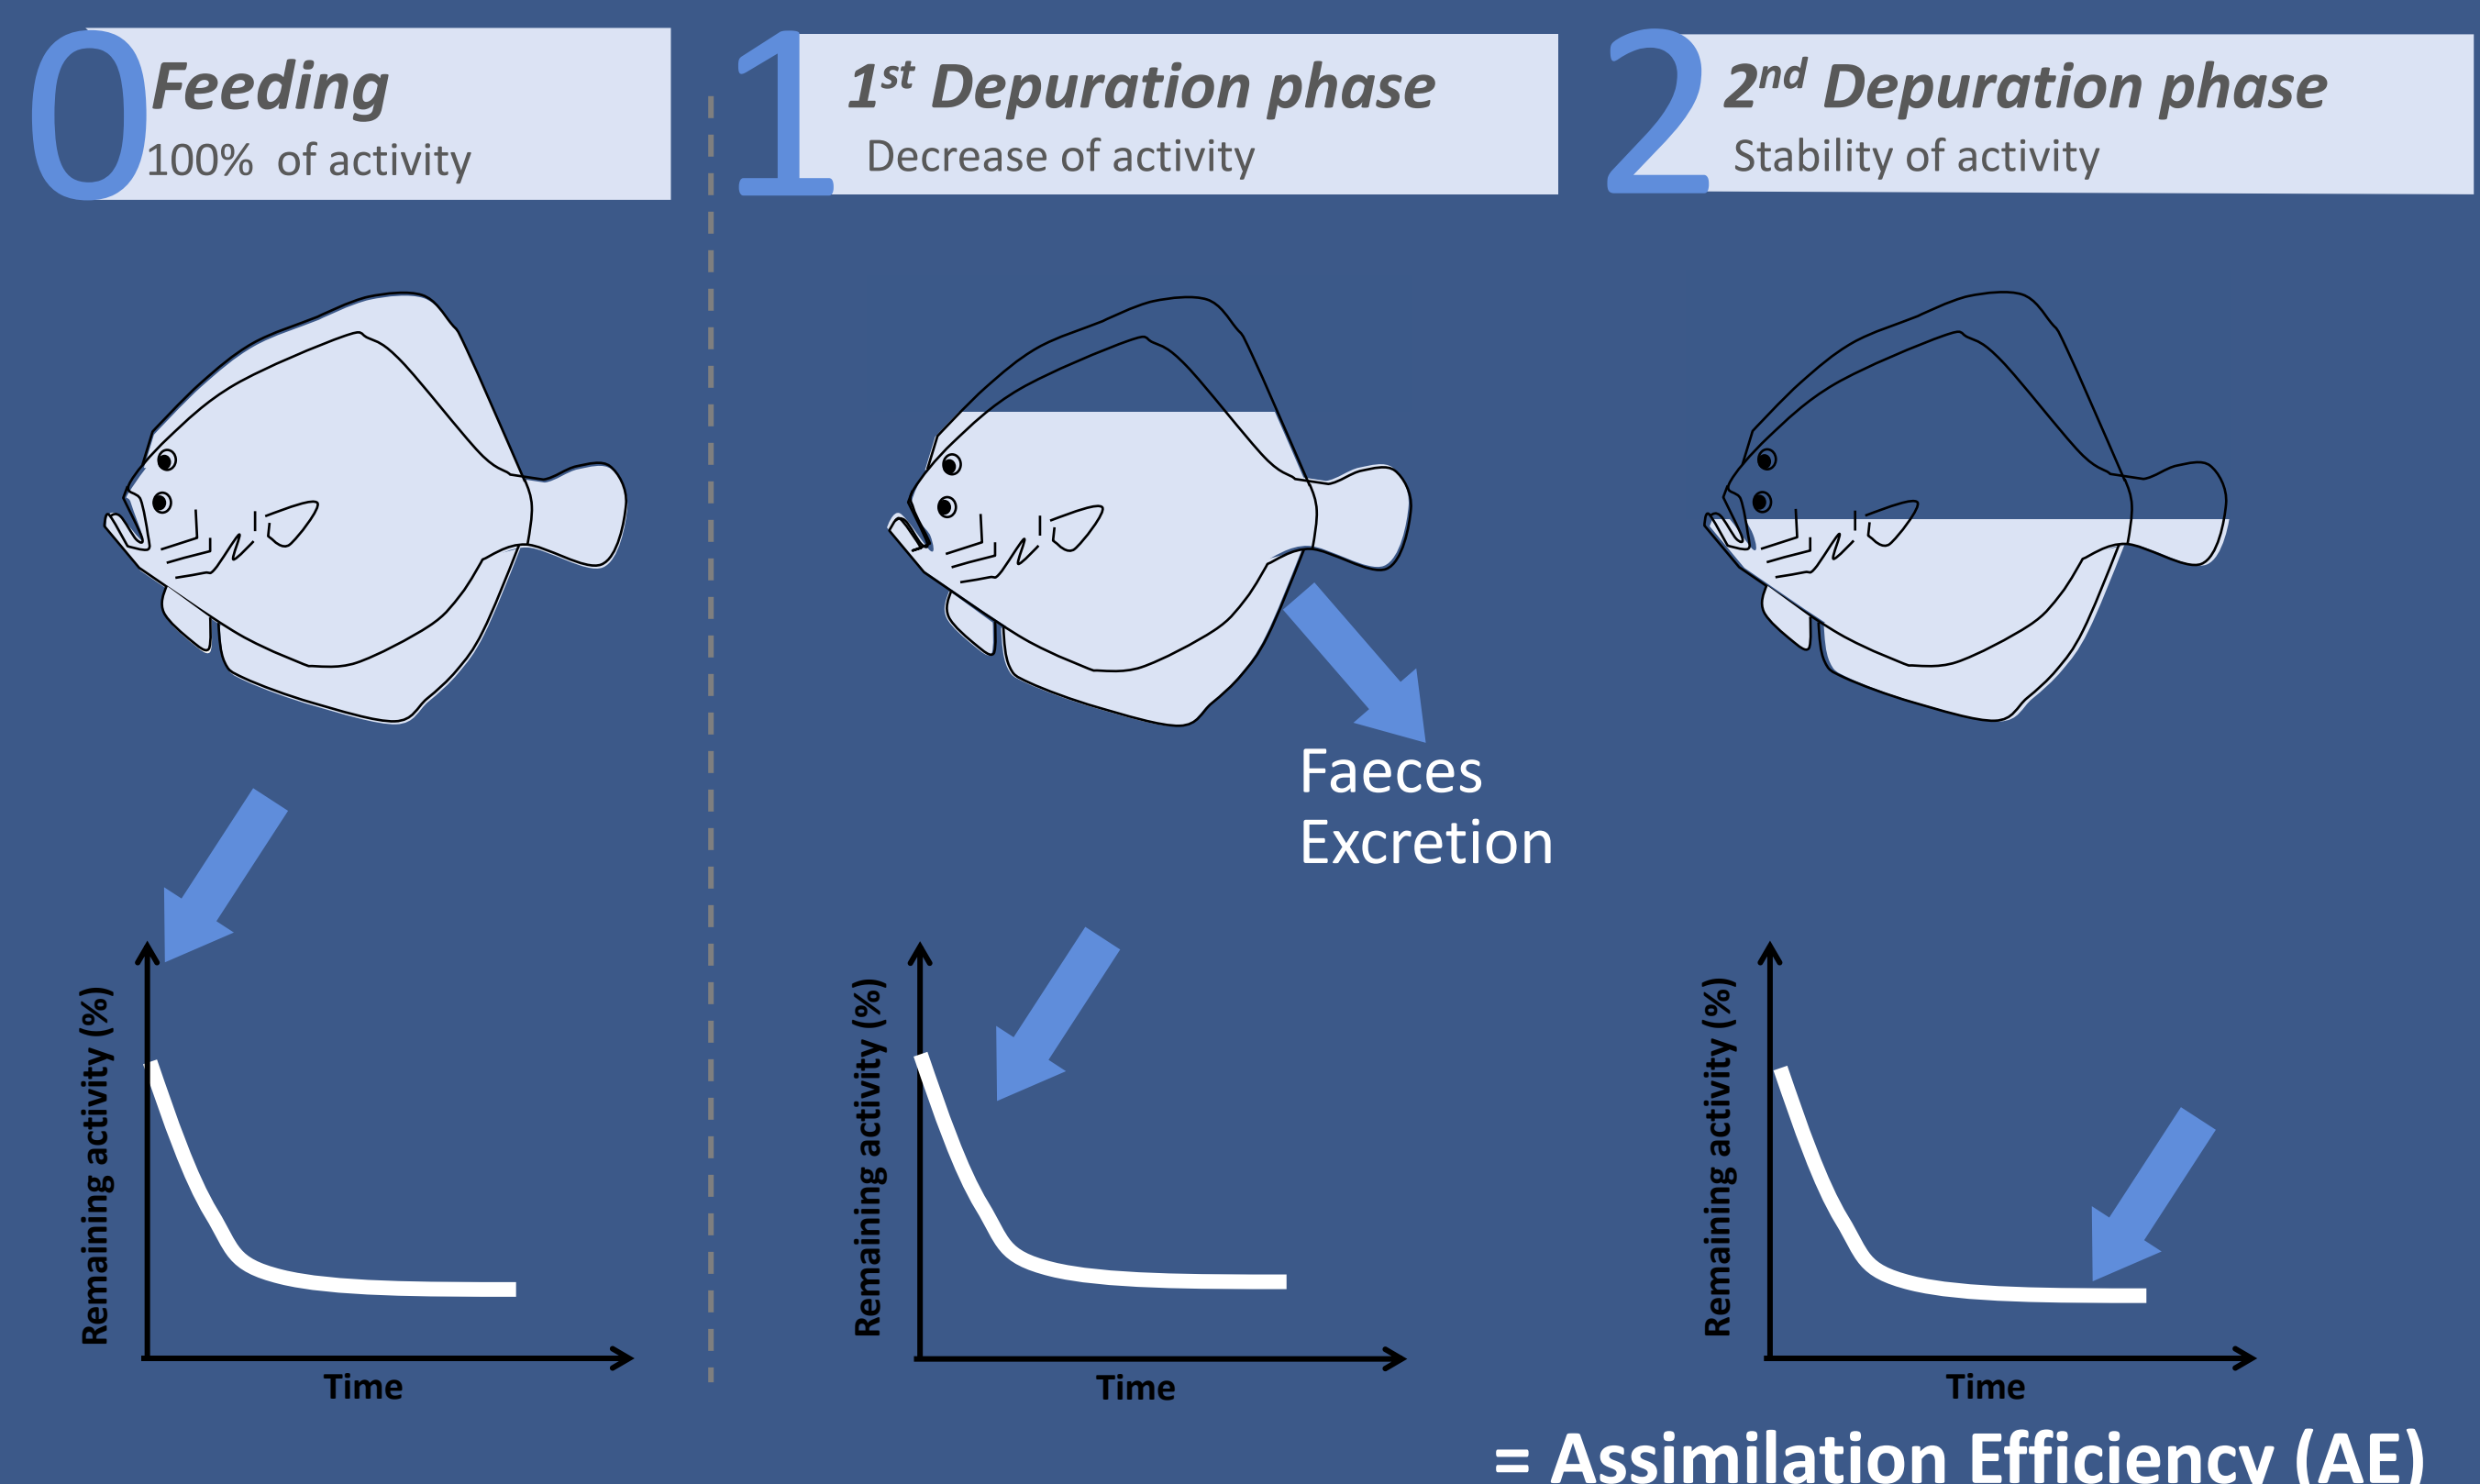 0
Feeding
100% of activity
1
1st Depuration phase
Decrease of activity
2
2nd Depuration phase
Stability of activity
Faeces
Excretion
Remaining activity (%)
Time
Remaining activity (%)
Time
Remaining activity (%)
Time
= Assimilation Efficiency (AE)